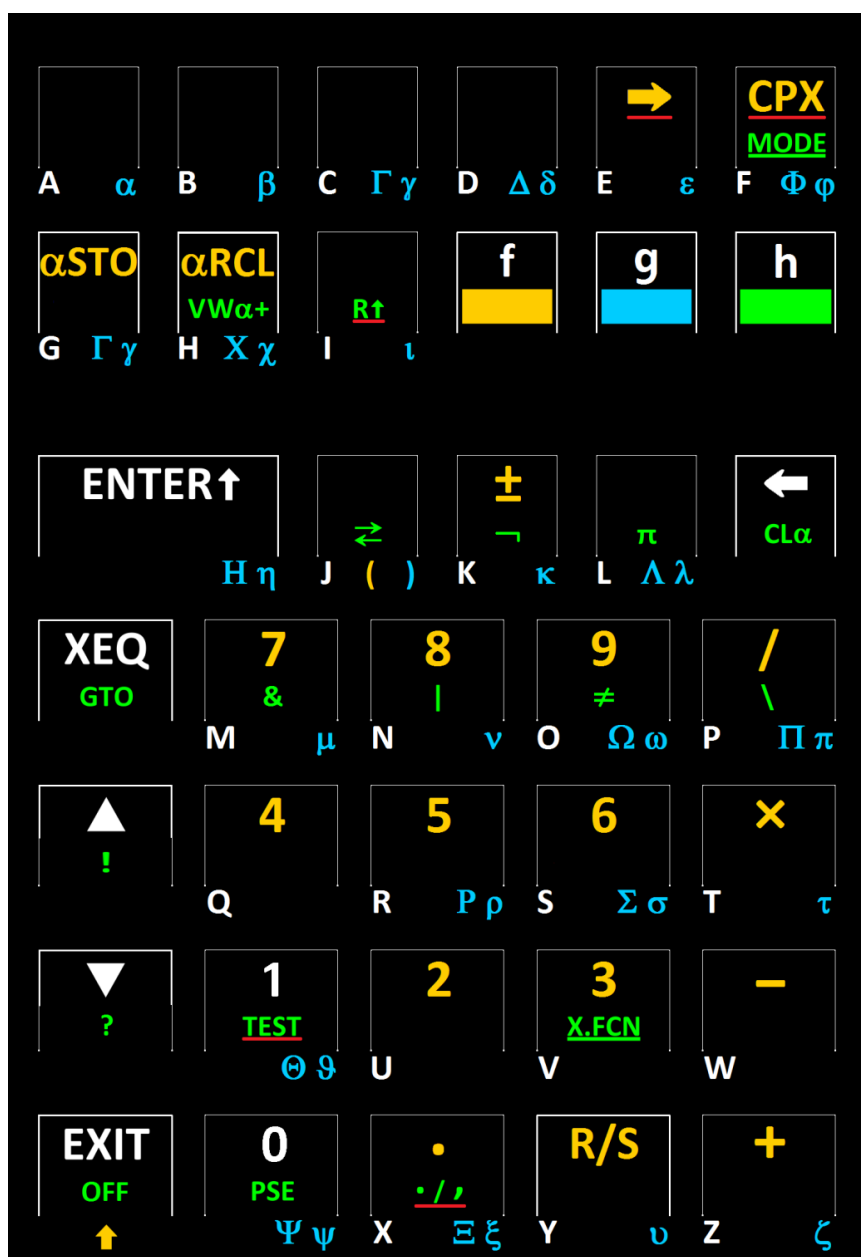 ➡ CPX
MODE
A α B β C Γ γ D Δ δ E ε F Φ φ
αSTO αRCL f g h
VWα+ R↑
G Γ γ H Χ χ I ι
ENTER↑ ± ⬅
⇄ ¬ π CLα
Η η J ( ) K κ L Λ λ
XEQ 7 8 9 /
GTO & | ≠ \
M μ N ν O Ω ω P Π π
▲ 4 5 6 ×
!
Q R Ρ ρ S Σ σ T τ
▼ 1 2 3 −
? TEST X.FCN
Θ ϑ U V W
EXIT 0 . R/S +
OFF PSE ./,
⬆ Ψ ψ X Ξ ξ Y υ Z ζ